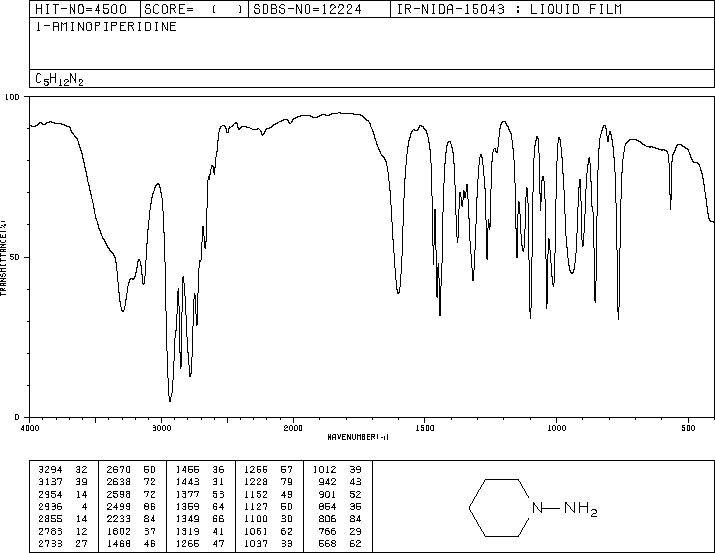 HIT-NO=4500 SCORE= ( ) SDBS-NO=12224 IR-NIDA-15043 : LIQUID FILM
1-AMINOPIPERIDINE
C5H12N2
100
50
0
TRANSMITTANCE(%)
4000 3000 2000 1500 1000 500
WAVENUMBER(-1)
3294 32 2670 50 1455 36 1255 57 1012 39
3137 39 2638 72 1443 31 1228 79 942 43
2954 14 2598 72 1377 53 1152 49 901 52
2936 4 2499 86 1359 64 1127 50 854 35
2855 14 2233 84 1349 66 1100 30 806 84
2783 12 1602 37 1319 41 1061 62 766 29
2733 27 1468 46 1265 47 1037 33 568 62
N NH2